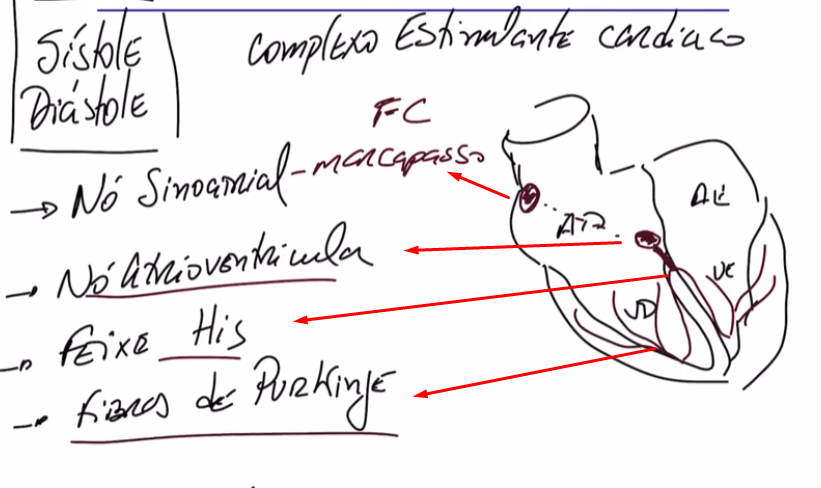 Sístole
Diástole
Complexo Estimulante cardíaco
FC
→ Nó Sinoatrial - marcapasso
→ Nó Atrioventricula
→ Feixe His
→ Fibras de Purkinje
AD
AE
VD
VE